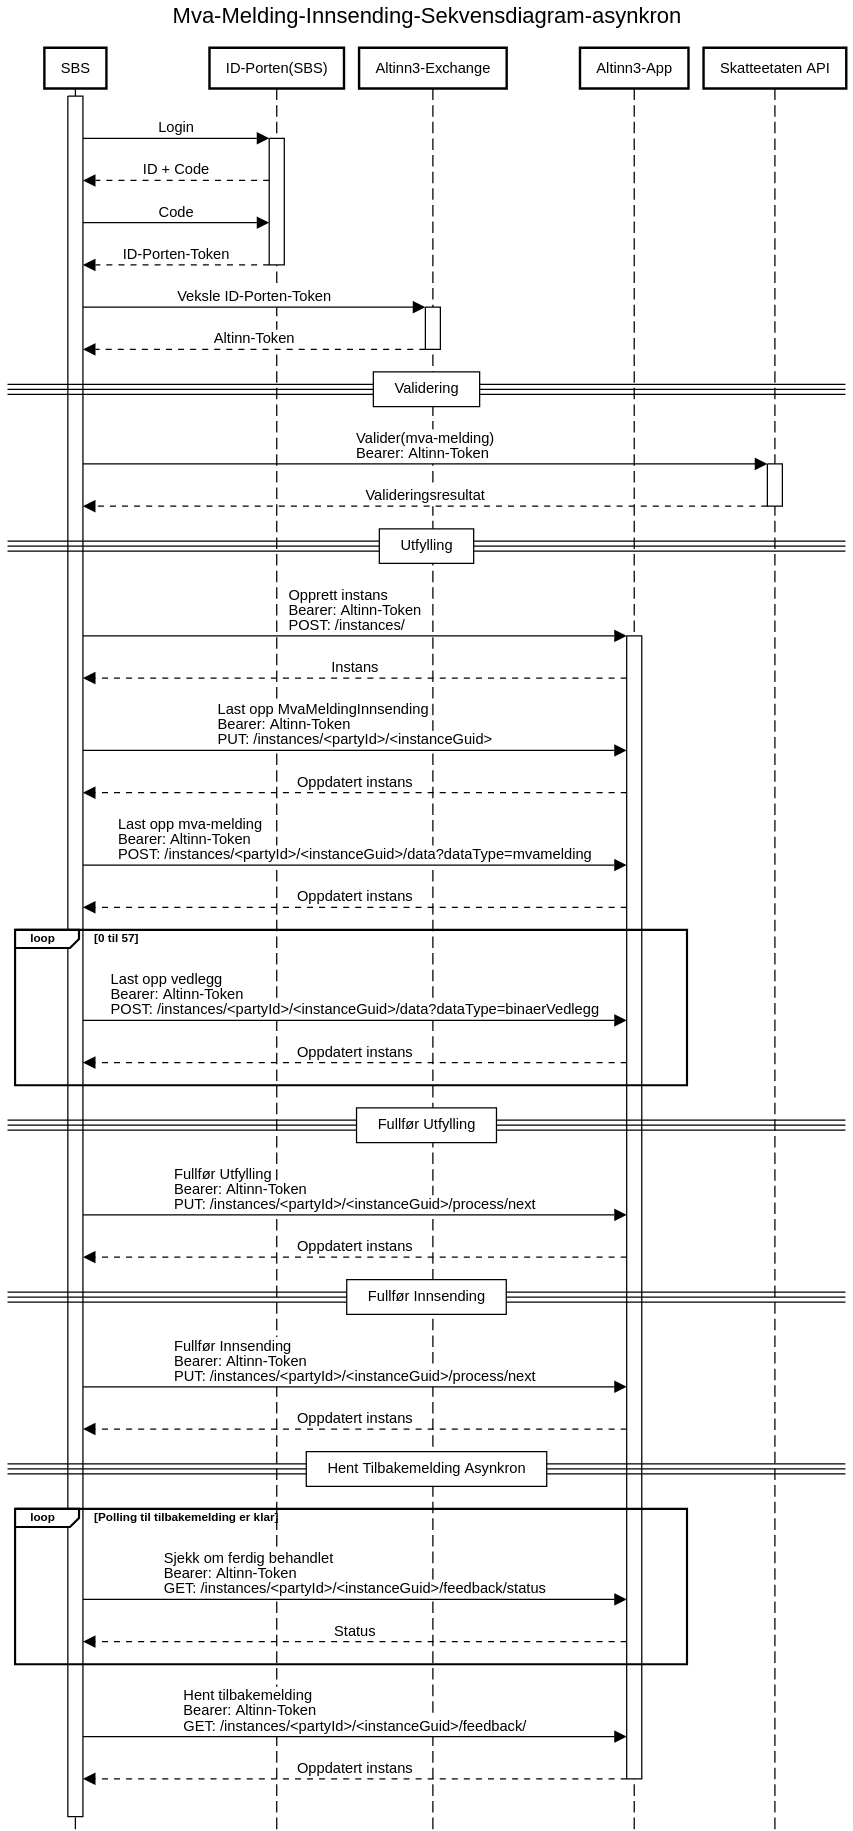 Mva-Melding-Innsending-Sekvensdiagram-asynkron
SBS
ID-Porten(SBS)
Altinn3-Exchange
Altinn3-App
Skatteetaten API
Login
ID + Code
Code
ID-Porten-Token
Veksle ID-Porten-Token
Altinn-Token
Validering
Valider(mva-melding)
Bearer: Altinn-Token
Valideringsresultat
Utfylling
Opprett instans
Bearer: Altinn-Token
POST: /instances/
Instans
Last opp MvaMeldingInnsending
Bearer: Altinn-Token
PUT: /instances/<partyId>/<instanceGuid>
Oppdatert instans
Last opp mva-melding
Bearer: Altinn-Token
POST: /instances/<partyId>/<instanceGuid>/data?dataType=mvamelding
Oppdatert instans
loop [0 til 57]
Last opp vedlegg
Bearer: Altinn-Token
POST: /instances/<partyId>/<instanceGuid>/data?dataType=binaerVedlegg
Oppdatert instans
Fullfør Utfylling
Fullfør Utfylling
Bearer: Altinn-Token
PUT: /instances/<partyId>/<instanceGuid>/process/next
Oppdatert instans
Fullfør Innsending
Fullfør Innsending
Bearer: Altinn-Token
PUT: /instances/<partyId>/<instanceGuid>/process/next
Oppdatert instans
Hent Tilbakemelding Asynkron
loop [Polling til tilbakemelding er klar]
Sjekk om ferdig behandlet
Bearer: Altinn-Token
GET: /instances/<partyId>/<instanceGuid>/feedback/status
Status
Hent tilbakemelding
Bearer: Altinn-Token
GET: /instances/<partyId>/<instanceGuid>/feedback/
Oppdatert instans